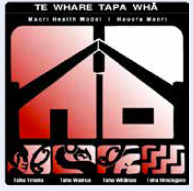 TE WHARE TAPA WHĀ
Maori Health Model | Hauora Maori
Taha Tinana Taha Wairua Taha Whānau Taha Hinengaro